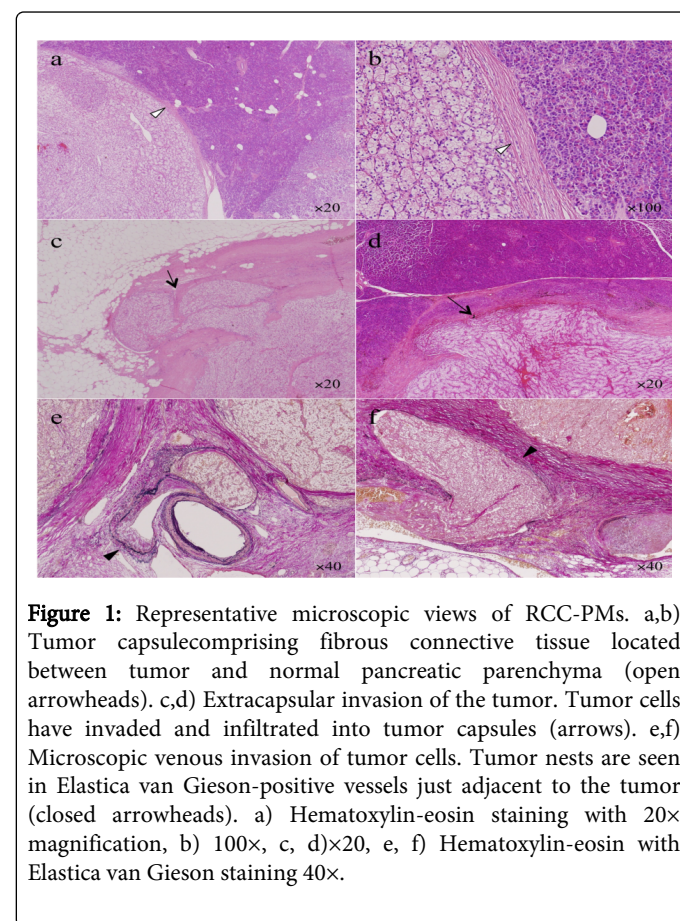 a
b
×20
×100
c
d
×20
×20
e
f
×40
×40
Figure 1: Representative microscopic views of RCC-PMs. a,b)
Tumor capsulecomprising fibrous connective tissue located
between tumor and normal pancreatic parenchyma (open
arrowheads). c,d) Extracapsular invasion of the tumor. Tumor cells
have invaded and infiltrated into tumor capsules (arrows). e,f)
Microscopic venous invasion of tumor cells. Tumor nests are seen
in Elastica van Gieson-positive vessels just adjacent to the tumor
(closed arrowheads). a) Hematoxylin-eosin staining with 20×
magnification, b) 100×, c, d)×20, e, f) Hematoxylin-eosin with
Elastica van Gieson staining 40×.